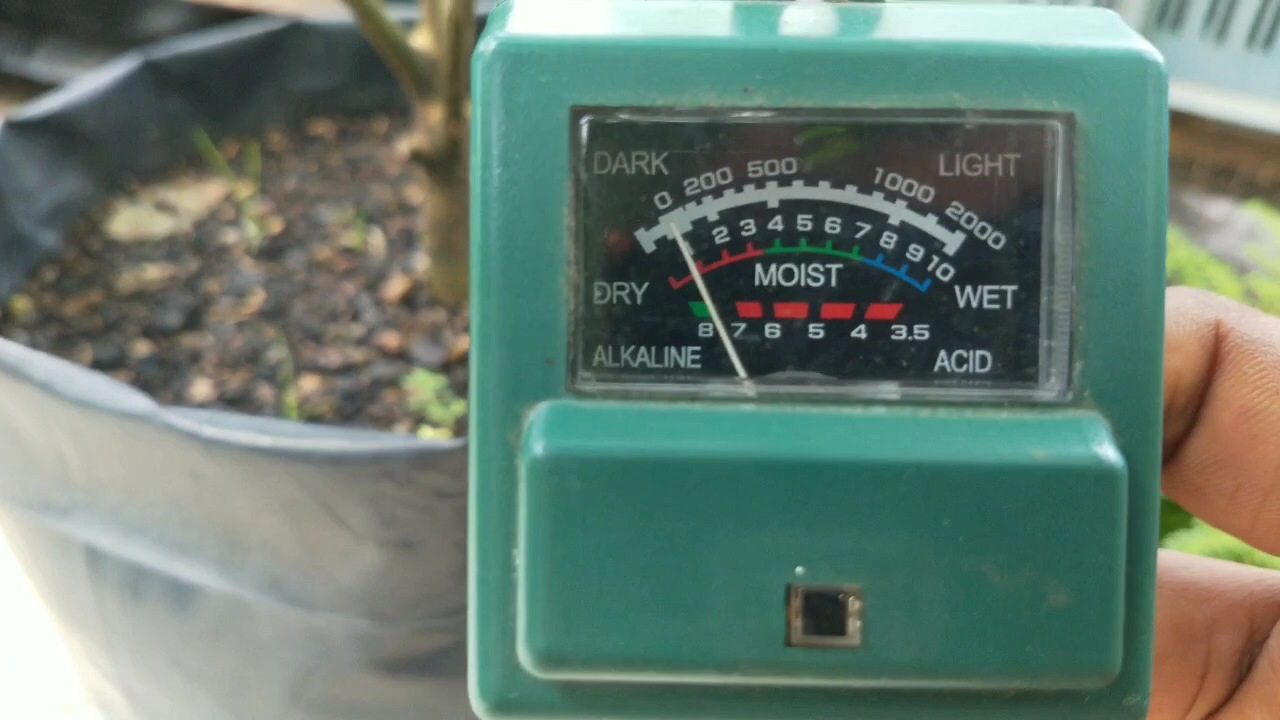 DARK LIGHT
0 200 500 1000 2000
2 3 4 5 6 7 8 9 10
DRY MOIST WET
8 7 6 5 4 3.5
ALKALINE ACID